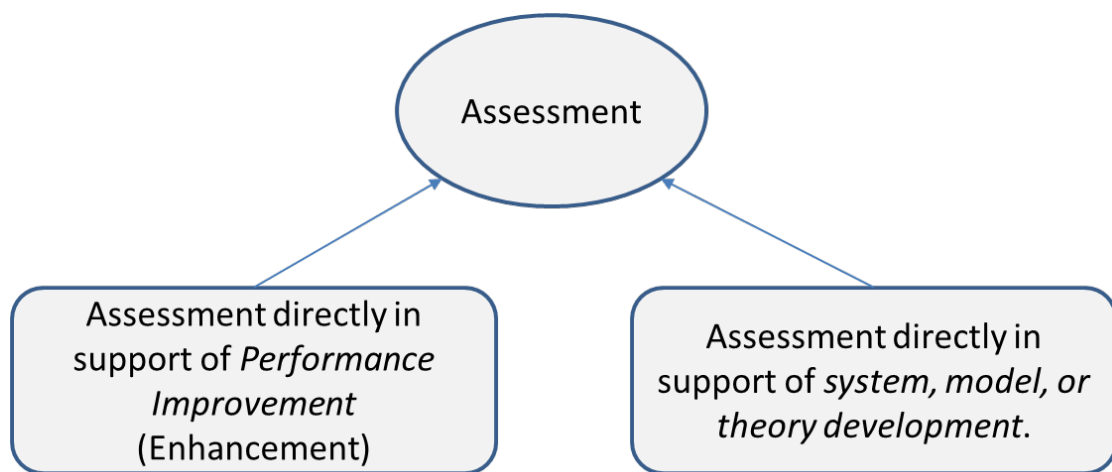 Assessment
Assessment directly in
support of Performance
Improvement
(Enhancement)
Assessment directly in
support of system, model, or
theory development.